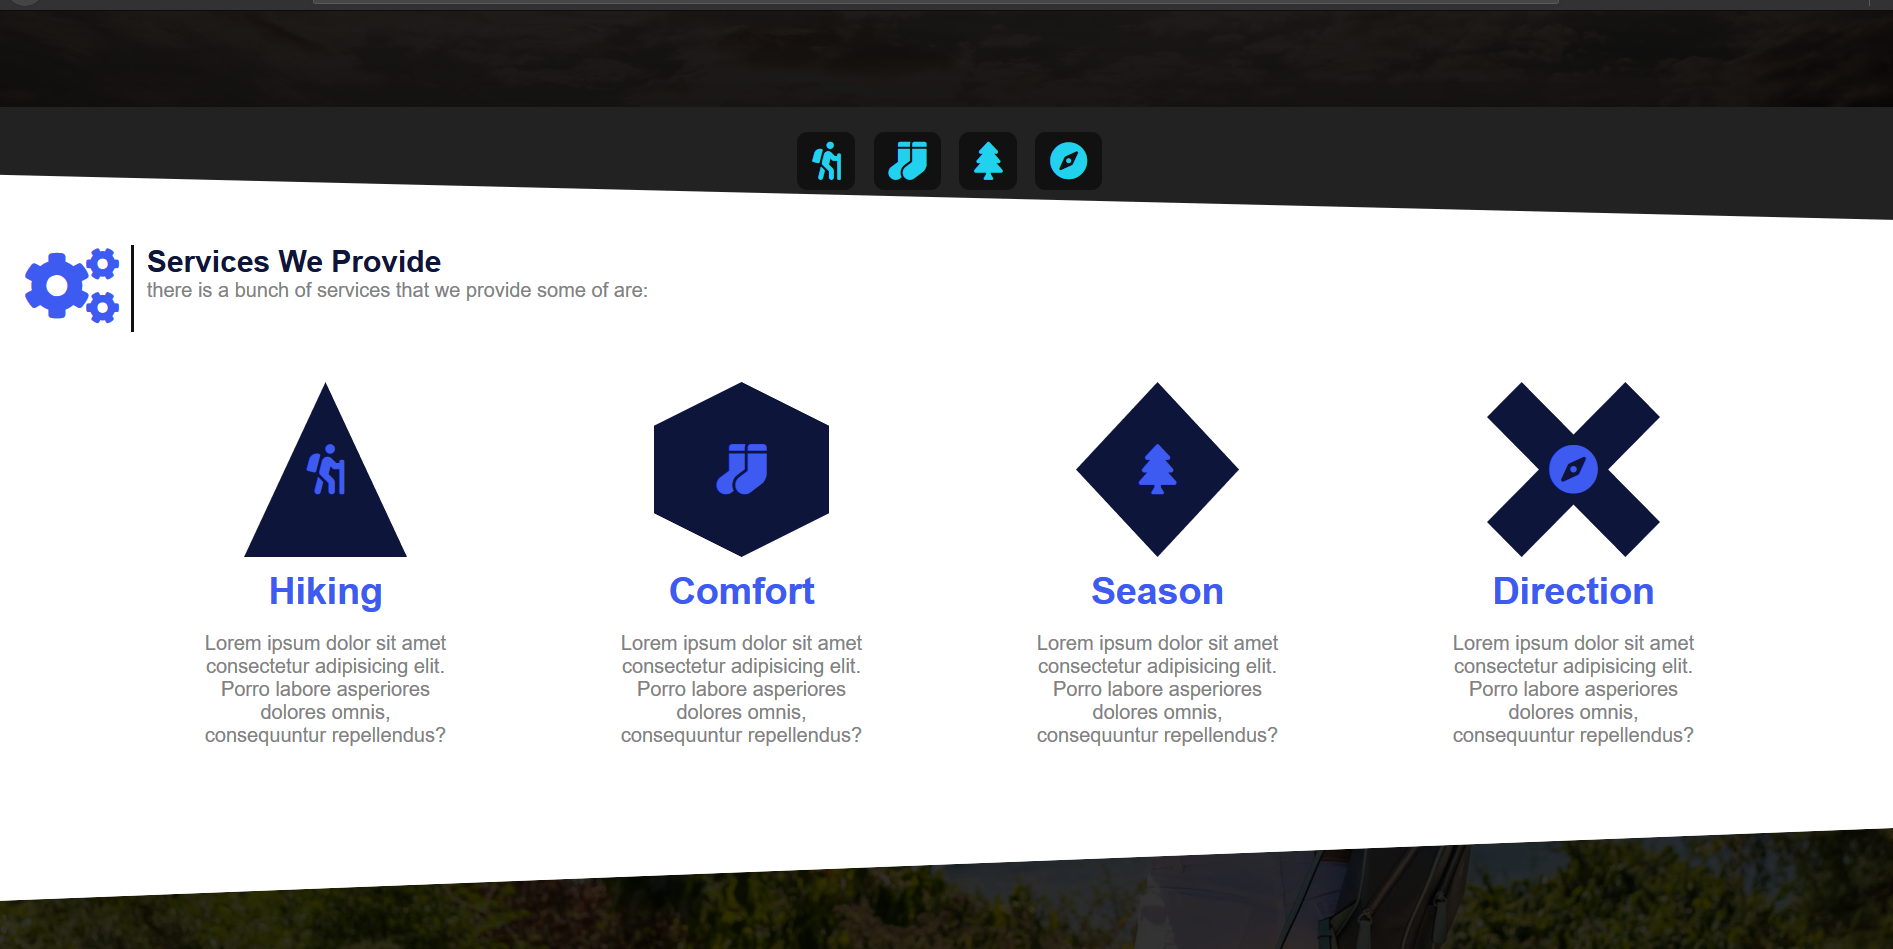 Services We Provide
there is a bunch of services that we provide some of are:
Hiking
Lorem ipsum dolor sit amet
consectetur adipisicing elit.
Porro labore asperiores
dolores omnis,
consequuntur repellendus?
Comfort
Lorem ipsum dolor sit amet
consectetur adipisicing elit.
Porro labore asperiores
dolores omnis,
consequuntur repellendus?
Season
Lorem ipsum dolor sit amet
consectetur adipisicing elit.
Porro labore asperiores
dolores omnis,
consequuntur repellendus?
Direction
Lorem ipsum dolor sit amet
consectetur adipisicing elit.
Porro labore asperiores
dolores omnis,
consequuntur repellendus?